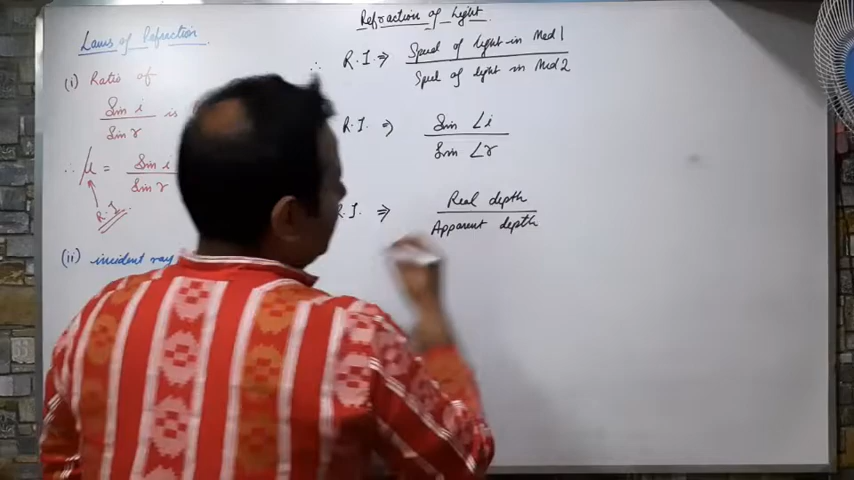 Refraction of Light
Laws of Refruction
(i) Ratio of
Sin i is
Sin r
∴ μ = Sin i
Sin r
R.I
(ii) incident ray
∴ R.I ⇒ Speed of light in Med 1
Speed of light in Med 2
R.I ⇒ Sin ∠i
Sin ∠r
R.I. ⇒ Real depth
Apparent depth